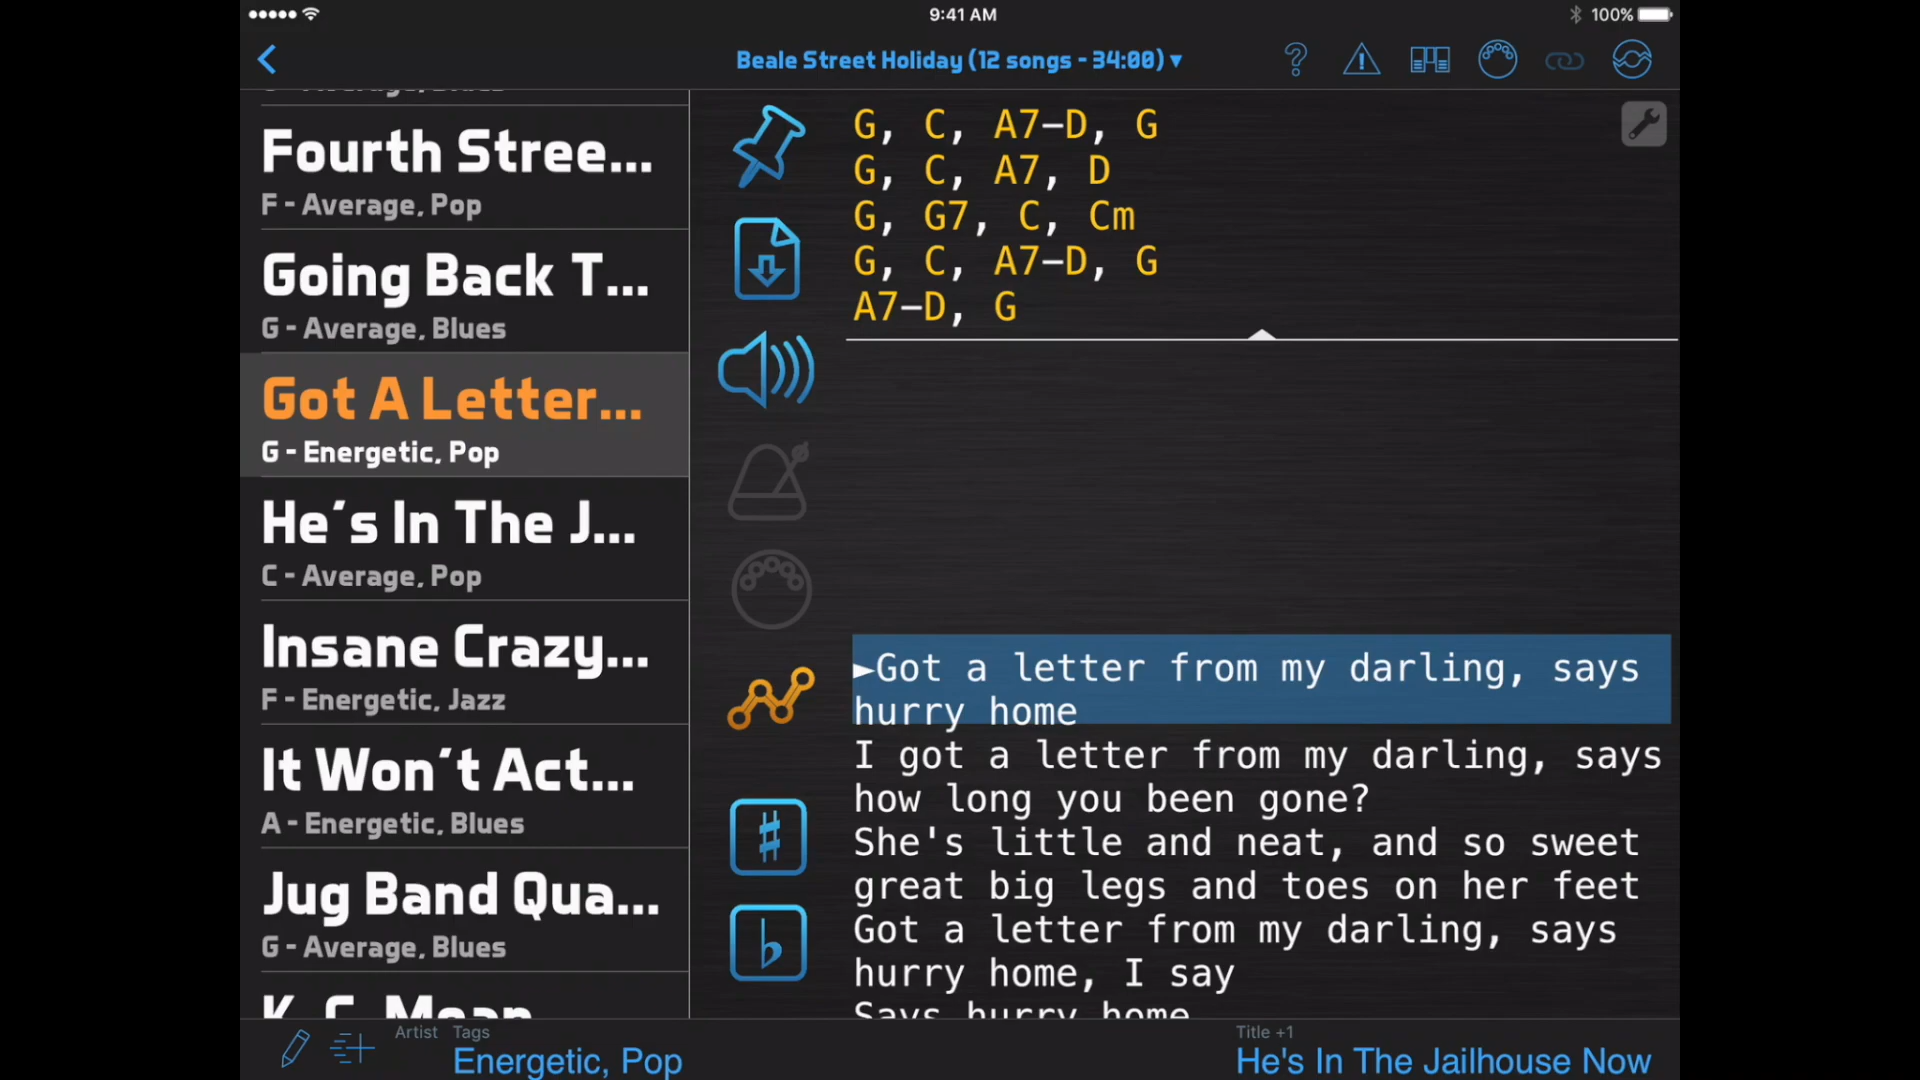 9:41 AM
100%
Beale Street Holiday (12 songs - 34:00) ▾
Fourth Stree...
F - Average, Pop
Going Back T...
G - Average, Blues
Got A Letter...
G - Energetic, Pop
He's In The J...
C - Average, Pop
Insane Crazy...
F - Energetic, Jazz
It Won't Act...
A - Energetic, Blues
Jug Band Qua...
G - Average, Blues
K. C. Moan
G, C, A7–D, G
G, C, A7, D
G, G7, C, Cm
G, C, A7–D, G
A7–D, G
►Got a letter from my darling, says
hurry home
I got a letter from my darling, says
how long you been gone?
She's little and neat, and so sweet
great big legs and toes on her feet
Got a letter from my darling, says
hurry home, I say
Says hurry home
Artist
Tags
Energetic, Pop
Title +1
He's In The Jailhouse Now